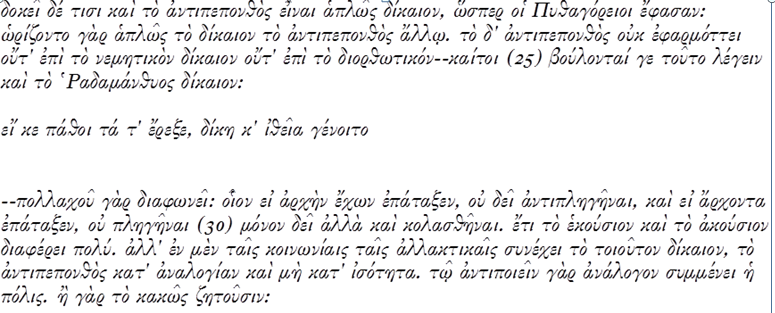 δοκεῖ δέ τισι καὶ τὸ ἀντιπεπονθὸς εἶναι ἁπλῶς δίκαιον, ὥσπερ οἱ Πυθαγόρειοι ἔφασαν:
ὡρίζοντο γὰρ ἁπλῶς τὸ δίκαιον τὸ ἀντιπεπονθὸς ἄλλῳ. τὸ δ' ἀντιπεπονθὸς οὐκ ἐφαρμόττει
οὔτ' ἐπὶ τὸ νεμητικὸν δίκαιον οὔτ' ἐπὶ τὸ διορθωτικόν--καίτοι (25) βούλονταί γε τοῦτο λέγειν
καὶ τὸ Ῥαδαμάνθυος δίκαιον:
εἴ κε πάθοι τά τ' ἔρεξε, δίκη κ' ἰθεῖα γένοιτο
--πολλαχοῦ γὰρ διαφωνεῖ: οἷον εἰ ἀρχὴν ἔχων ἐπάταξεν, οὐ δεῖ ἀντιπληγῆναι, καὶ εἰ ἄρχοντα
ἐπάταξεν, οὐ πληγῆναι (30) μόνον δεῖ ἀλλὰ καὶ κολασθῆναι. ἔτι τὸ ἑκούσιον καὶ τὸ ἀκούσιον
διαφέρει πολύ. ἀλλ' ἐν μὲν ταῖς κοινωνίαις ταῖς ἀλλακτικαῖς συνέχει τὸ τοιοῦτον δίκαιον, τὸ
ἀντιπεπονθὸς κατ' ἀναλογίαν καὶ μὴ κατ' ἰσότητα. τῷ ἀντιποιεῖν γὰρ ἀνάλογον συμμένει ἡ
πόλις. ἢ γὰρ τὸ κακῶς ζητοῦσιν: